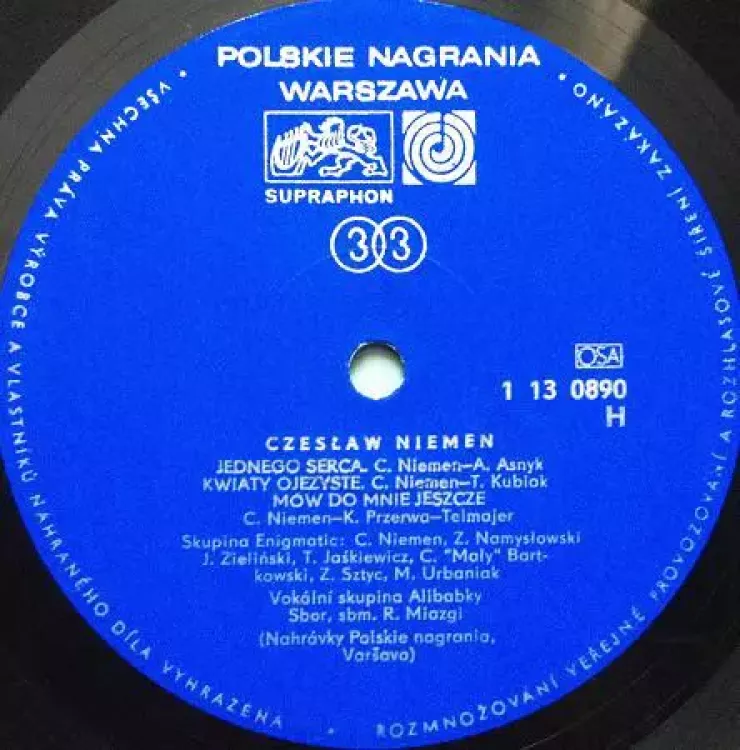 POLSKIE NAGRANIA
WARSZAWA
SUPRAPHON
33
OSA
1 13 0890
H
CZESŁAW NIEMEN
JEDNEGO SERCA. C. Niemen–A. Asnyk
KWIATY OJEZYSTE. C. Niemen–T. Kubiak
MÓW DO MNIE JESZCZE
C. Niemen–K. Przerwa–Telmajer
Skupina Enigmatic: C. Niemen, Z. Namysłowski
J. Zieliński, T. Jaśkiewicz, C. "Mały" Bart-
kowski, Z. Sztyc, M. Urbaniak
Vokální skupina Alibabky
Sbor, sbm. R. Miazgi
(Nahrávky Polskie nagrania,
Varšava)
• VŠECHNA PRÁVA VÝROBCE A VLASTNÍKŮ NAHRANÉHO DÍLA VYHRAZENA • ROZMNOŽOVÁNÍ VEŘEJNÉ PROVOZOVÁNÍ A ROZHLASOVÉ ŠÍŘENÍ ZAKÁZÁNO •